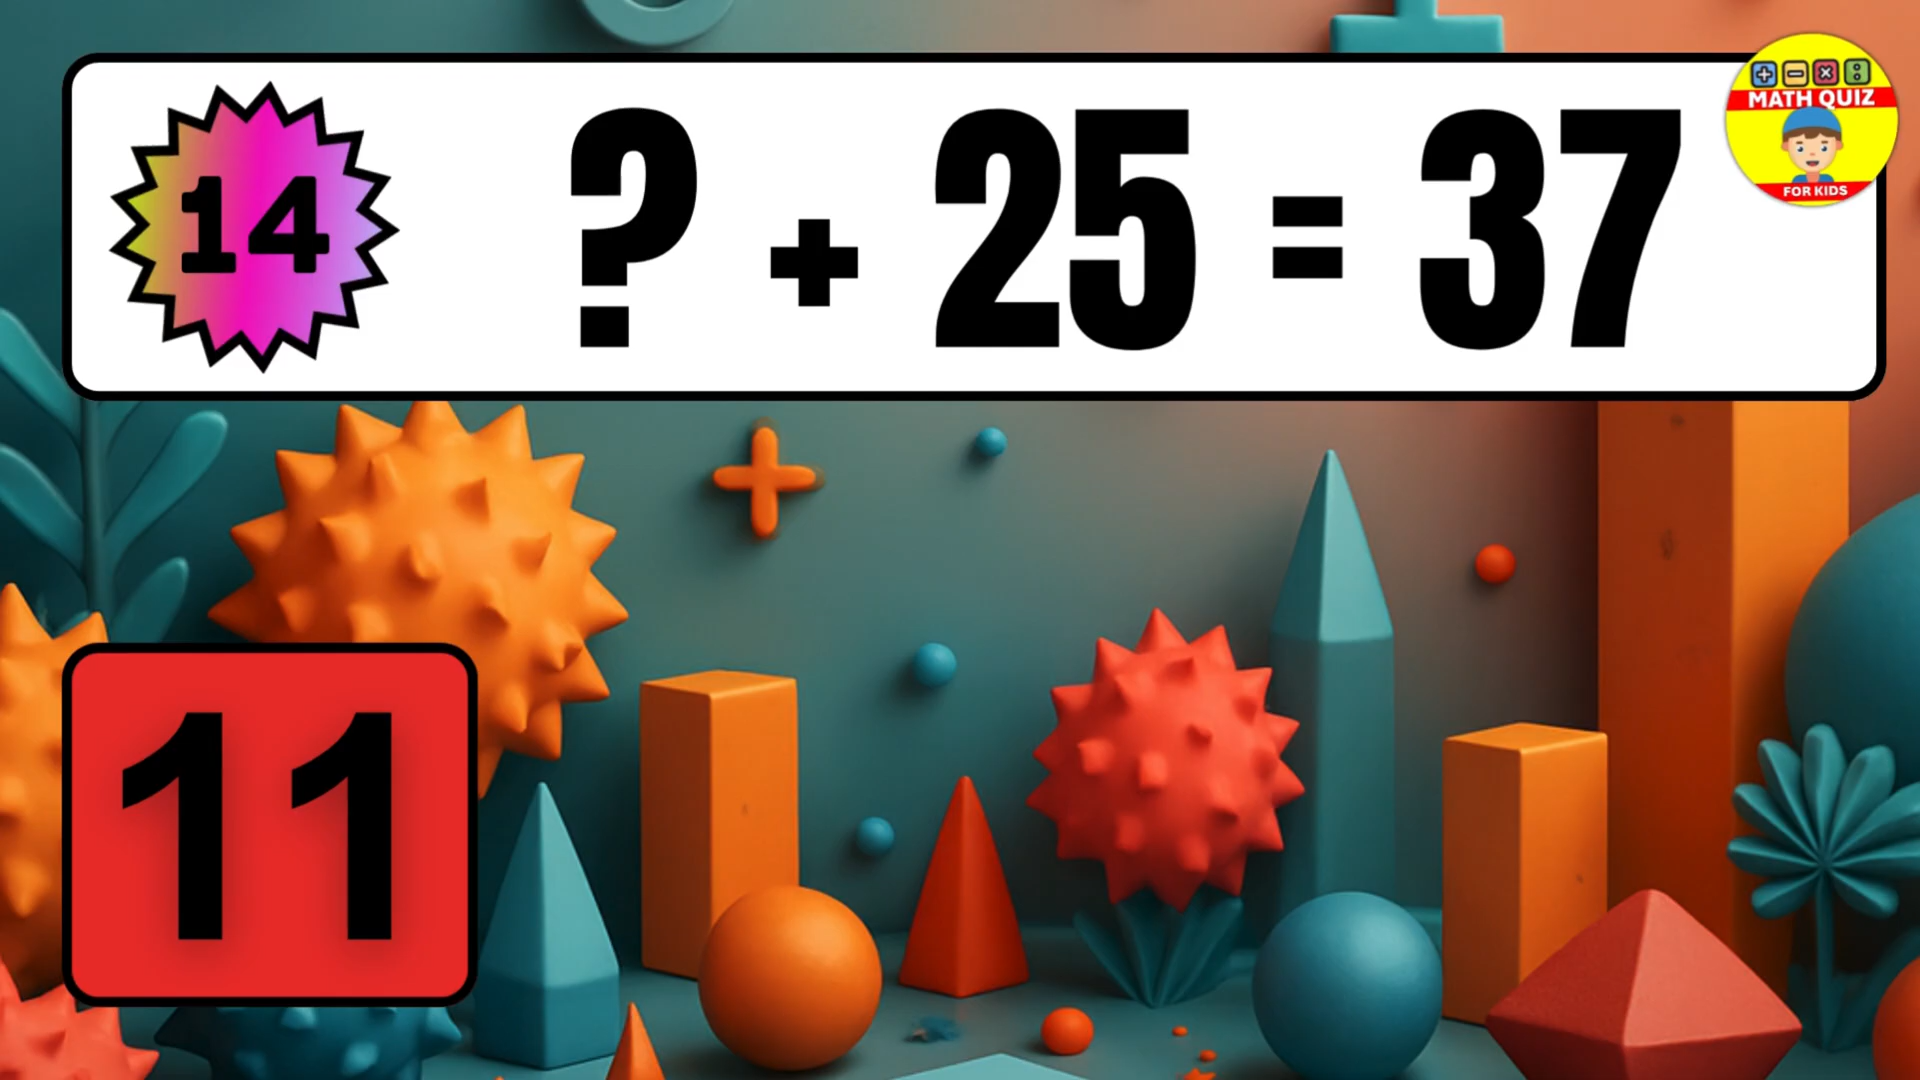 14
? + 25 = 37
+ - × :
MATH QUIZ
FOR KIDS
11